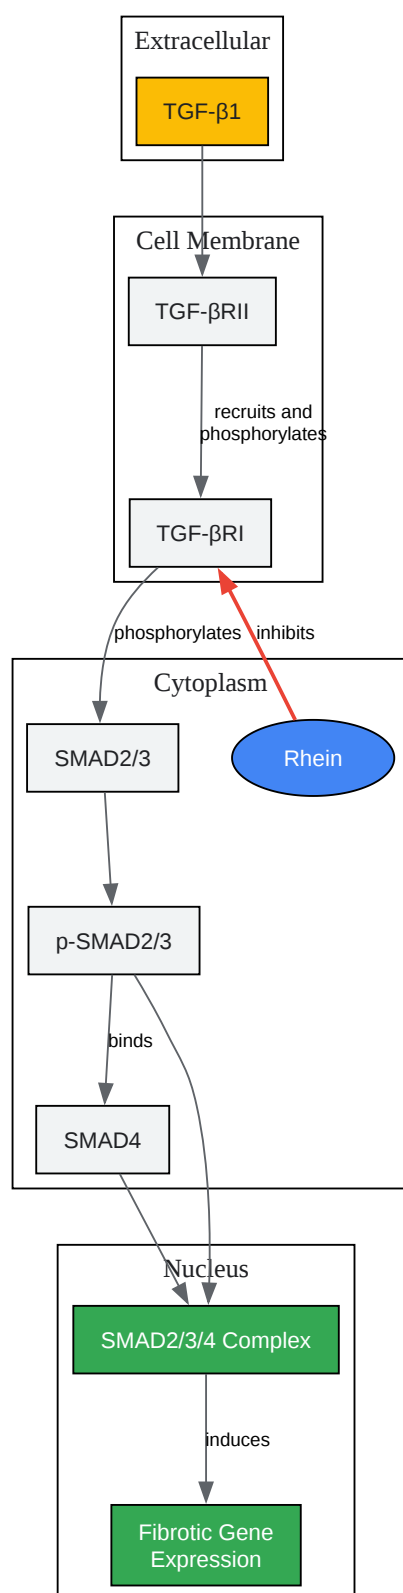 Extracellular
TGF-β1
Cell Membrane
TGF-βRII
recruits and
phosphorylates
TGF-βRI
phosphorylates
inhibits
Cytoplasm
SMAD2/3
Rhein
p-SMAD2/3
binds
SMAD4
Nucleus
SMAD2/3/4 Complex
induces
Fibrotic Gene
Expression